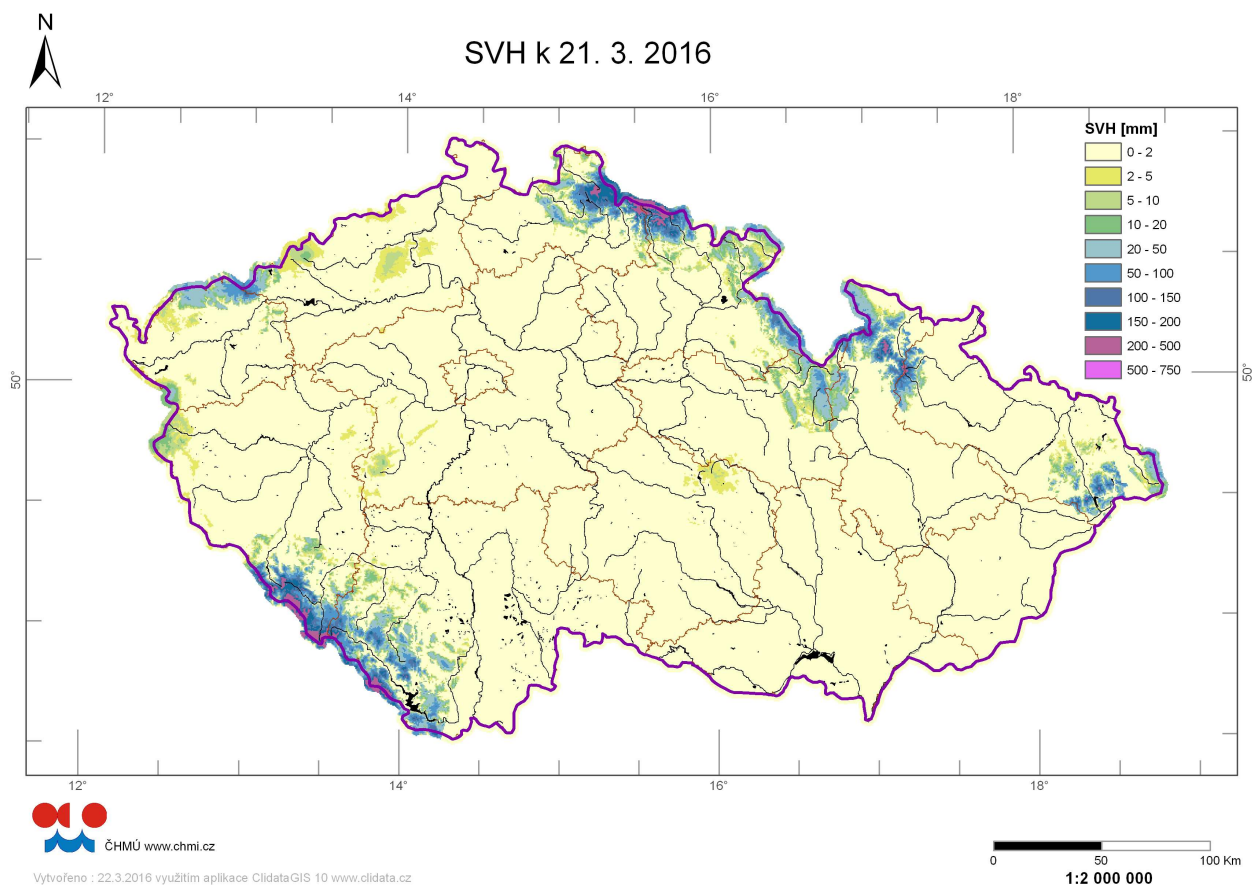 N
SVH k 21. 3. 2016
12° 14° 16° 18°
SVH [mm]
0 - 2
2 - 5
5 - 10
10 - 20
20 - 50
50 - 100
100 - 150
150 - 200
200 - 500
500 - 750
50° 50°
12° 14° 16° 18°
ČHMÚ www.chmi.cz
0 50 100 Km
1:2 000 000
Vytvořeno : 22.3.2016 využitím aplikace ClidataGIS 10 www.clidata.cz